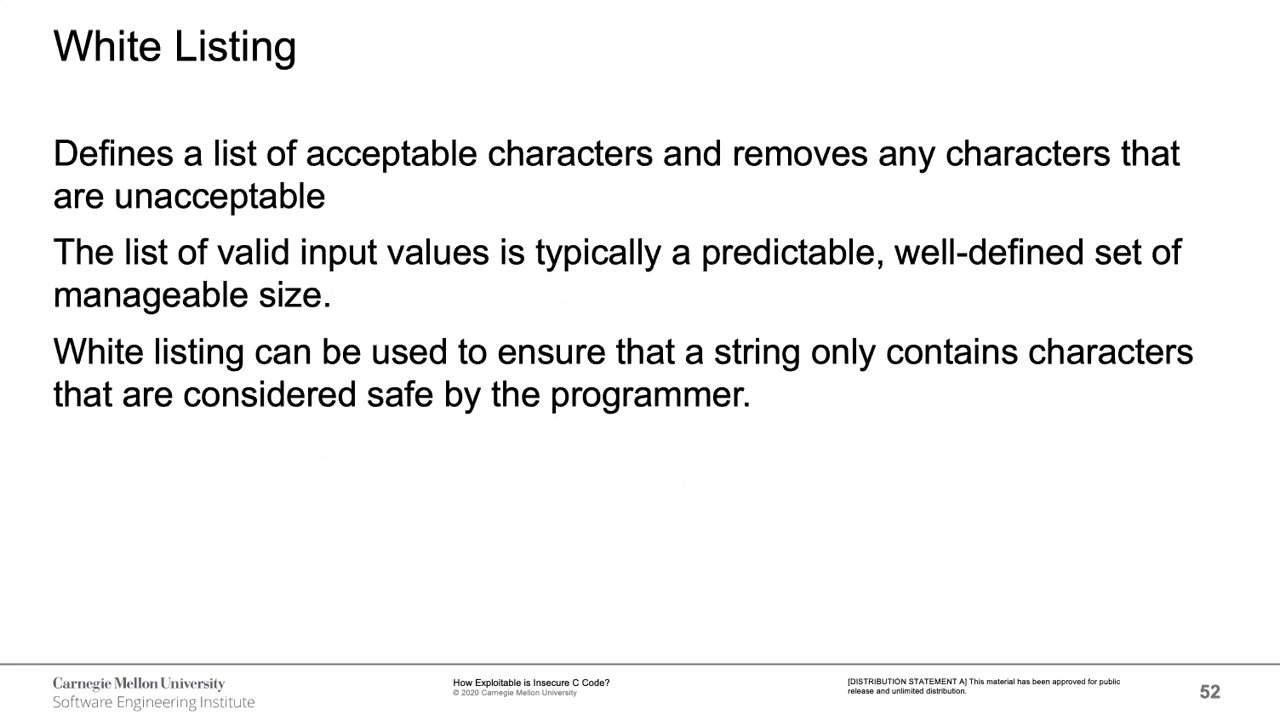 White Listing
Defines a list of acceptable characters and removes any characters that
are unacceptable
The list of valid input values is typically a predictable, well-defined set of
manageable size.
White listing can be used to ensure that a string only contains characters
that are considered safe by the programmer.
Carnegie Mellon University
Software Engineering Institute
How Exploitable is Insecure C Code?
© 2020 Carnegie Mellon University
[DISTRIBUTION STATEMENT A] This material has been approved for public
release and unlimited distribution.
52